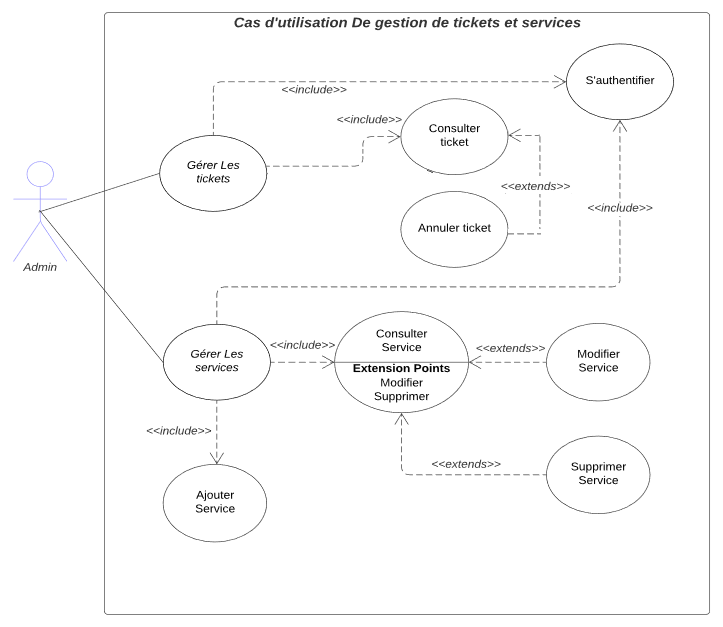 Cas d'utilisation De gestion de tickets et services
S'authentifier
<<include>>
<<include>>
Consulter
ticket
Gérer Les
tickets
<<extends>>
<<include>>
Annuler ticket
Admin
<<include>>
Consulter
Service
<<extends>>
Modifier
Service
Gérer Les
services
Extension Points
Modifier
Supprimer
<<include>>
<<extends>>
Supprimer
Service
Ajouter
Service